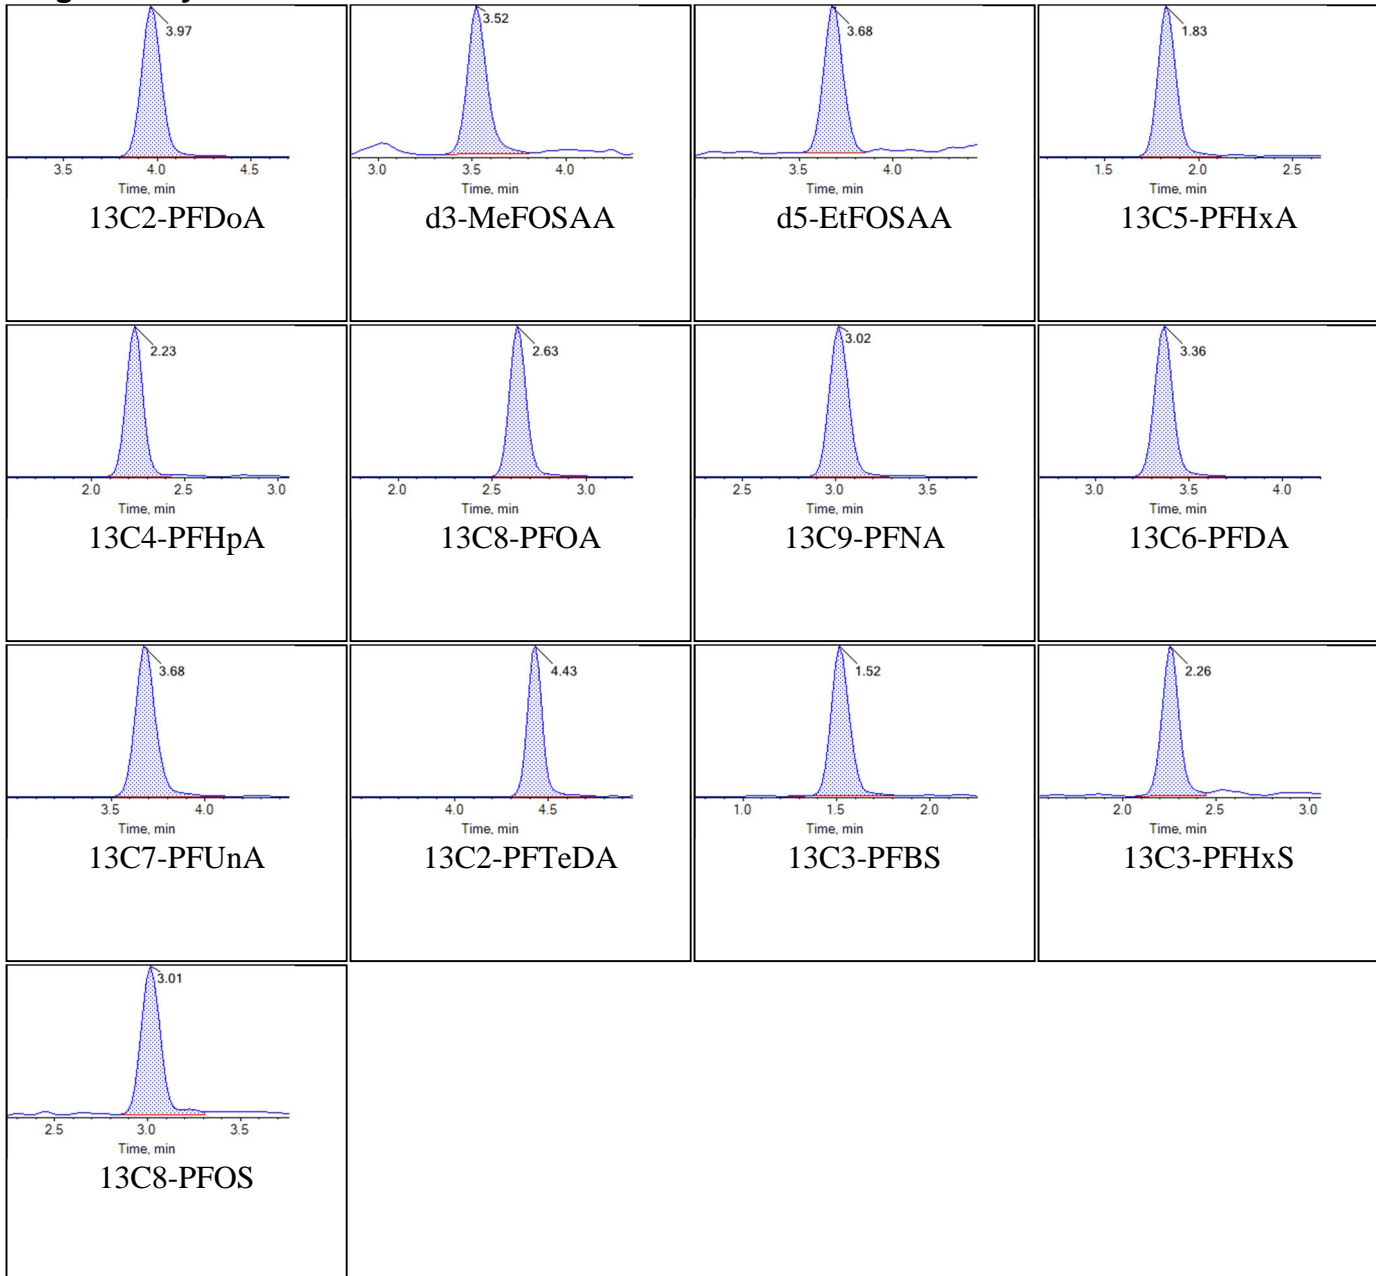 3.97
3.5 4.0 4.5
Time, min
13C2-PFDoA
3.52
3.0 3.5 4.0
Time, min
d3-MeFOSAA
3.68
3.5 4.0
Time, min
d5-EtFOSAA
1.83
1.5 2.0 2.5
Time, min
13C5-PFHxA
2.23
2.0 2.5 3.0
Time, min
13C4-PFHpA
2.63
2.0 2.5 3.0
Time, min
13C8-PFOA
3.02
2.5 3.0 3.5
Time, min
13C9-PFNA
3.36
3.0 3.5 4.0
Time, min
13C6-PFDA
3.68
3.5 4.0
Time, min
13C7-PFUnA
4.43
4.0 4.5
Time, min
13C2-PFTeDA
1.52
1.0 1.5 2.0
Time, min
13C3-PFBS
2.26
2.0 2.5 3.0
Time, min
13C3-PFHxS
3.01
2.5 3.0 3.5
Time, min
13C8-PFOS